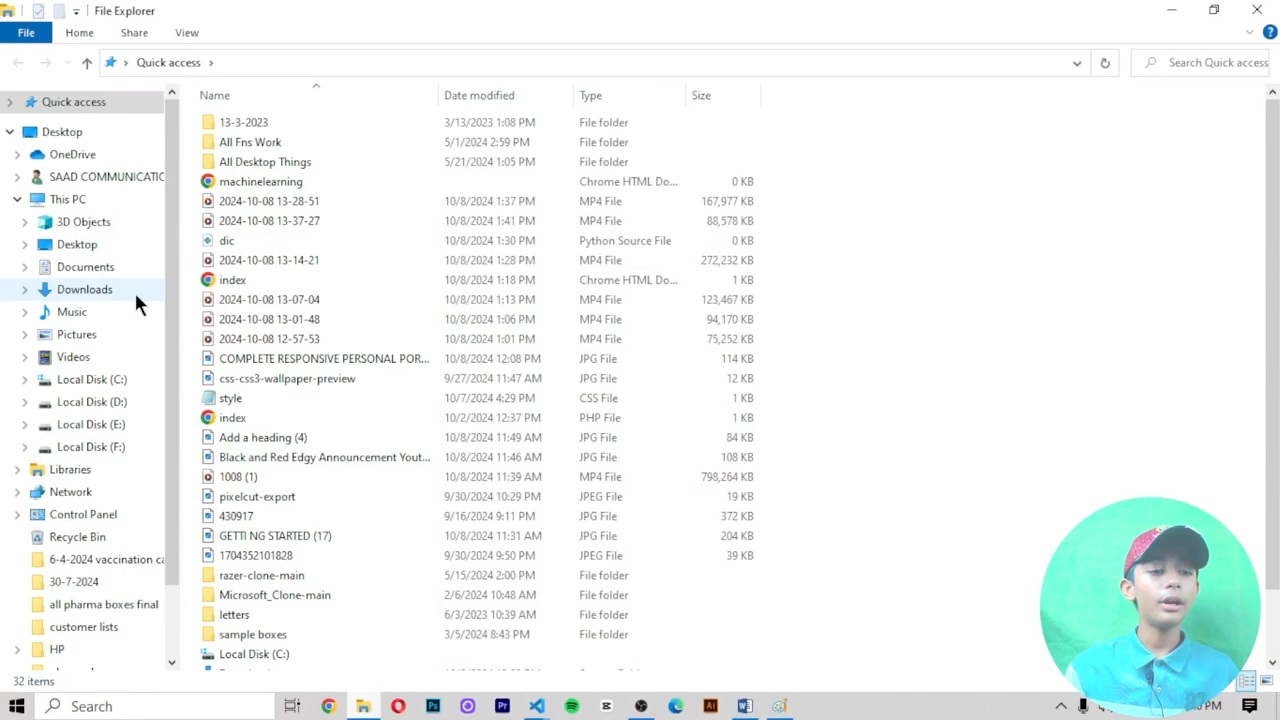 File Explorer
File Home Share View
Quick access
Search Quick access
Name Date modified Type Size
Quick access
Desktop
OneDrive
SAAD COMMUNICATIO
This PC
3D Objects
Desktop
Documents
Downloads
Music
Pictures
Videos
Local Disk (C:)
Local Disk (D:)
Local Disk (E:)
Local Disk (F:)
Libraries
Network
Control Panel
Recycle Bin
6-4-2024 vaccination ca
30-7-2024
all pharma boxes final
customer lists
HP
13-3-2023 3/13/2023 1:08 PM File folder
All Fns Work 5/1/2024 2:59 PM File folder
All Desktop Things 5/21/2024 1:05 PM File folder
machinelearning Chrome HTML Do... 0 KB
2024-10-08 13-28-51 10/8/2024 1:37 PM MP4 File 167,977 KB
2024-10-08 13-37-27 10/8/2024 1:41 PM MP4 File 88,578 KB
dic 10/8/2024 1:30 PM Python Source File 0 KB
2024-10-08 13-14-21 10/8/2024 1:28 PM MP4 File 272,232 KB
index 10/8/2024 1:18 PM Chrome HTML Do... 1 KB
2024-10-08 13-07-04 10/8/2024 1:13 PM MP4 File 123,467 KB
2024-10-08 13-01-48 10/8/2024 1:06 PM MP4 File 94,170 KB
2024-10-08 12-57-53 10/8/2024 1:01 PM MP4 File 75,252 KB
COMPLETE RESPONSIVE PERSONAL POR... 10/8/2024 12:08 PM JPG File 114 KB
css-css3-wallpaper-preview 9/27/2024 11:47 AM JPG File 12 KB
style 10/7/2024 4:29 PM CSS File 1 KB
index 10/2/2024 12:37 PM PHP File 1 KB
Add a heading (4) 10/8/2024 11:49 AM JPG File 84 KB
Black and Red Edgy Announcement Yout... 10/8/2024 11:46 AM JPG File 108 KB
1008 (1) 10/8/2024 11:39 AM MP4 File 798,264 KB
pixelcut-export 9/30/2024 10:29 PM JPEG File 19 KB
430917 9/16/2024 9:11 PM JPG File 372 KB
GETTI NG STARTED (17) 10/8/2024 11:31 AM JPG File 204 KB
1704352101828 9/30/2024 9:50 PM JPEG File 39 KB
razer-clone-main 5/15/2024 2:00 PM File folder
Microsoft_Clone-main 2/6/2024 10:48 AM File folder
letters 6/3/2023 10:39 AM File folder
sample boxes 3/5/2024 8:43 PM File folder
Local Disk (C:)
32 items
Search
Ps Pr W Ai
PM